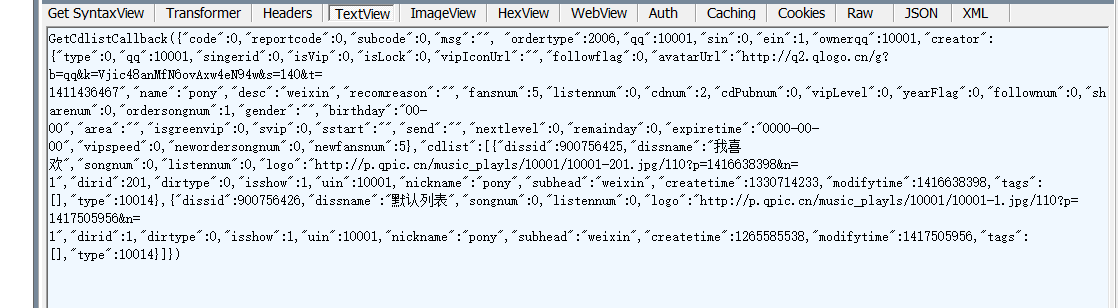 Get SyntaxView Transformer Headers TextView ImageView HexView WebView Auth Caching Cookies Raw JSON XML
GetCdlistCallback({"code":0,"reportcode":0,"subcode":0,"msg":"", "ordertype":2006,"qq":10001,"sin":0,"ein":1,"ownerqq":10001,"creator":
{"type":0,"qq":10001,"singerid":0,"isVip":0,"isLock":0,"vipIconUrl":"","followflag":0,"avatarUrl":"http://q2.qlogo.cn/g?
b=qq&k=Vjic48anMfN6ovAxw4eN94w&s=140&t=
1411436467","name":"pony","desc":"weixin","recomreason":"","fansnum":5,"listennum":0,"cdnum":2,"cdPubnum":0,"vipLevel":0,"yearFlag":0,"follownum":0,"sh
arenum":0,"ordersongnum":1,"gender":"","birthday":"00-
00","area":"","isgreenvip":0,"svip":0,"sstart":"","send":"","nextlevel":0,"remainday":0,"expiretime":"0000-00-
00","vipspeed":0,"newordersongnum":0,"newfansnum":5},"cdlist":[{"dissid":900756425,"dissname":"我喜
欢","songnum":0,"listennum":0,"logo":"http://p.qpic.cn/music_playls/10001/10001-201.jpg/110?p=1416638398&n=
1","dirid":201,"dirtype":0,"isshow":1,"uin":10001,"nickname":"pony","subhead":"weixin","createtime":1330714233,"modifytime":1416638398,"tags":
[],"type":10014},{"dissid":900756426,"dissname":"默认列表","songnum":0,"listennum":0,"logo":"http://p.qpic.cn/music_playls/10001/10001-1.jpg/110?p=
1417505956&n=
1","dirid":1,"dirtype":0,"isshow":1,"uin":10001,"nickname":"pony","subhead":"weixin","createtime":1265585538,"modifytime":1417505956,"tags":
[],"type":10014}]})